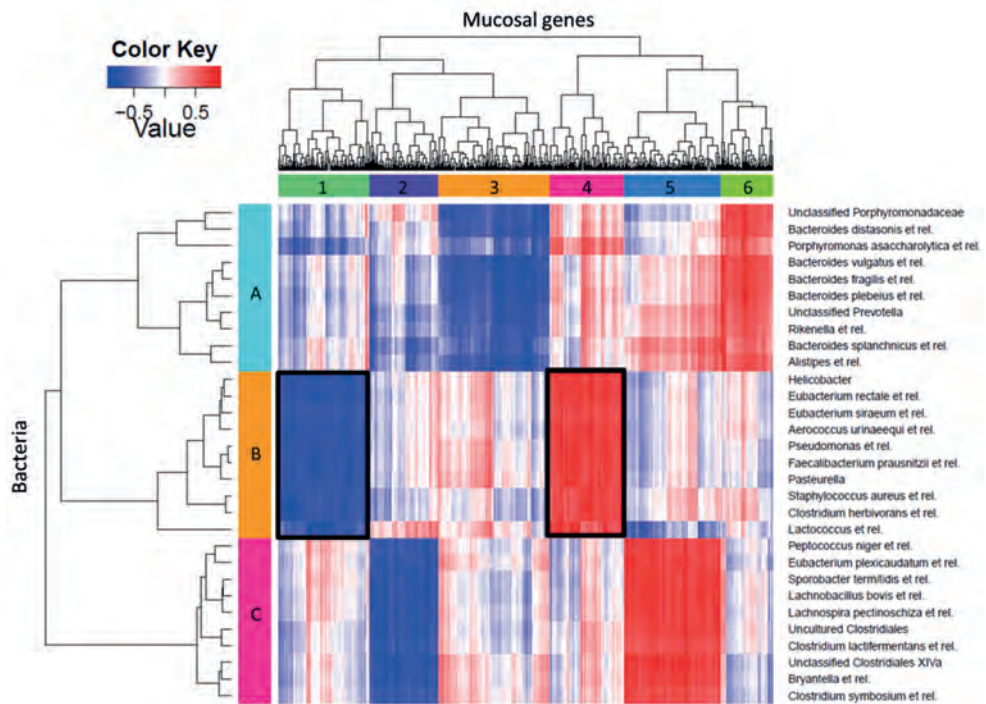 Mucosal genes
Color Key
−0.5 0.5
Value
1 2 3 4 5 6
Bacteria
A
B
C
Unclassified Porphyromonadaceae
Bacteroides distasonis et rel.
Porphyromonas asaccharolytica et rel.
Bacteroides vulgatus et rel.
Bacteroides fragilis et rel.
Bacteroides plebeius et rel.
Unclassified Prevotella
Rikenella et rel.
Bacteroides splanchnicus et rel.
Alistipes et rel.
Helicobacter
Eubacterium rectale et rel.
Eubacterium siraeum et rel.
Aerococcus urinaeequi et rel.
Pseudomonas et rel.
Faecalibacterium prausnitzii et rel.
Pasteurella
Staphylococcus aureus et rel.
Clostridium herbivorans et rel.
Lactococcus et rel.
Peptococcus niger et rel.
Eubacterium plexicaudatum et rel.
Sporobacter termitidis et rel.
Lachnobacillus bovis et rel.
Lachnospira pectinoschiza et rel.
Uncultured Clostridiales
Clostridium lactifermentans et rel.
Unclassified Clostridiales XIVa
Bryantella et rel.
Clostridium symbosium et rel.